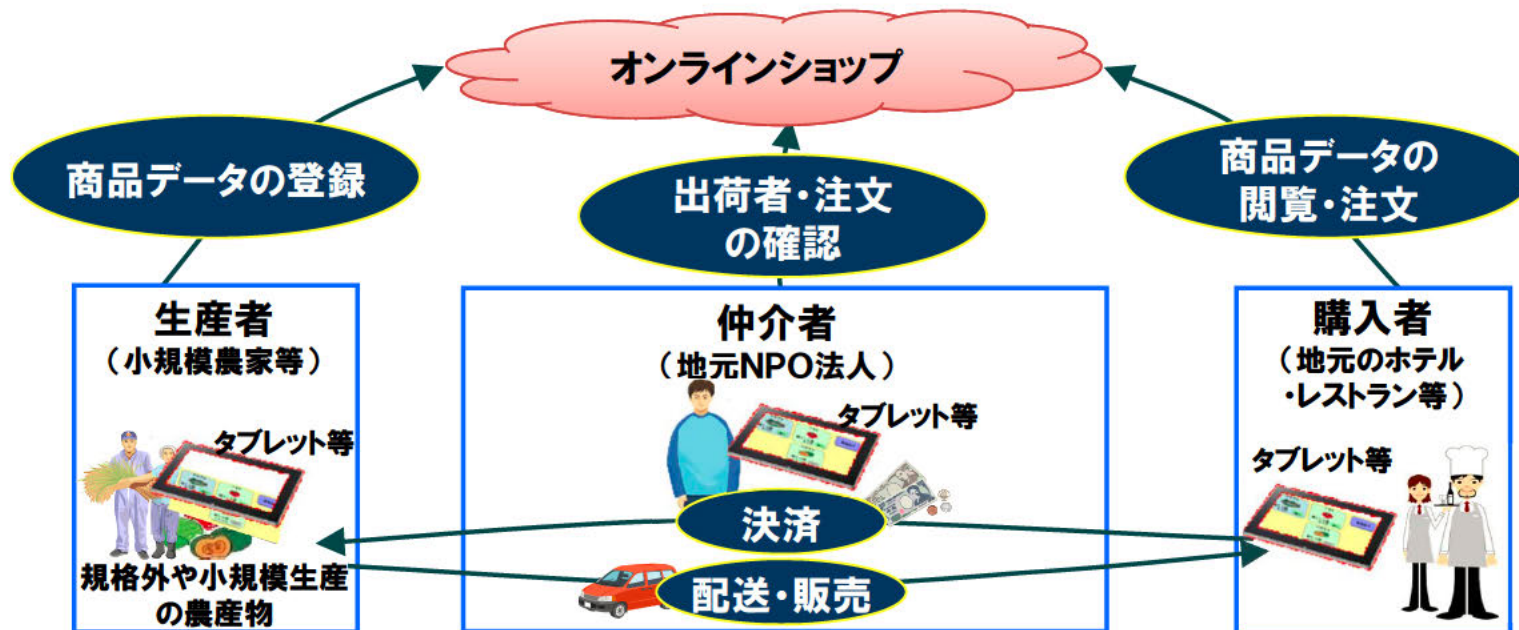 オンラインショップ
商品データの登録
出荷者・注文
の確認
商品データの
閲覧・注文
生産者
（小規模農家等）
タブレット等
規格外や小規模生産
の農産物
仲介者
（地元NPO法人）
タブレット等
決済
配送・販売
購入者
（地元のホテル
・レストラン等）
タブレット等